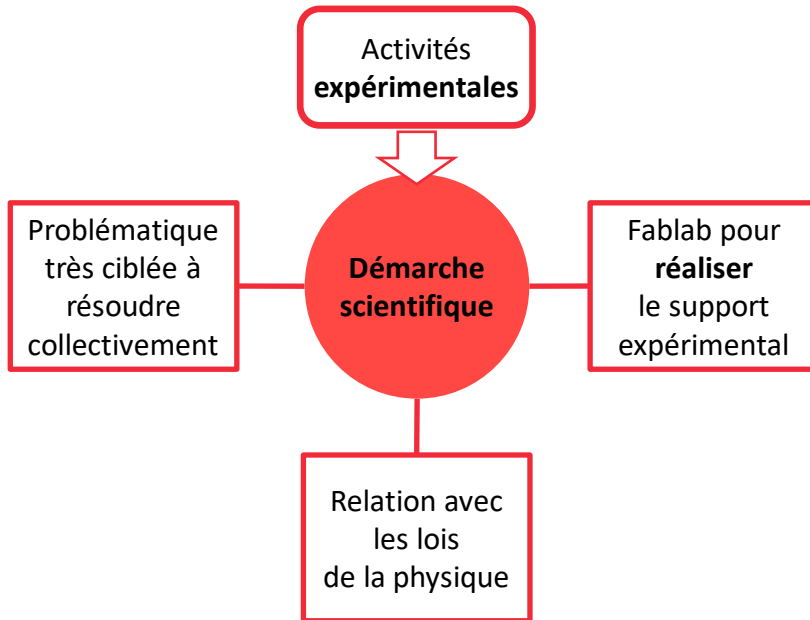 Activités
expérimentales
Problématique
très ciblée à
résoudre
collectivement
Démarche
scientifique
Fablab pour
réaliser
le support
expérimental
Relation avec
les lois
de la physique